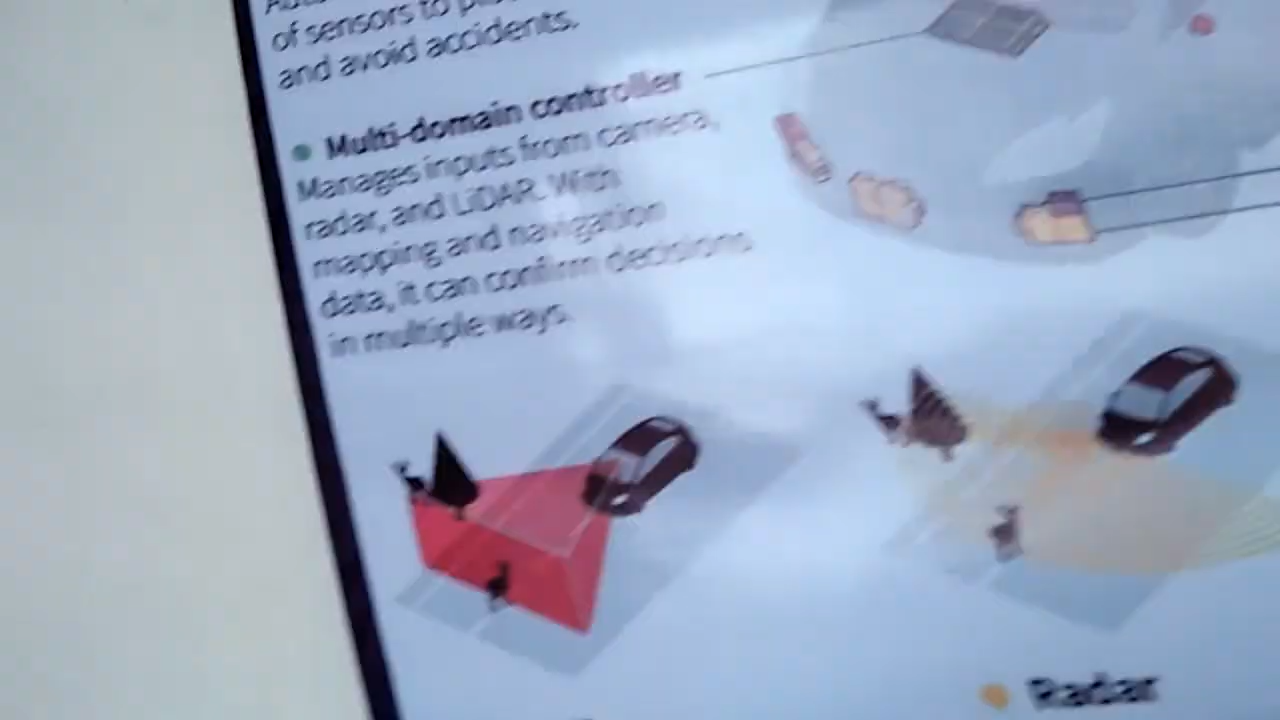 of sensors to
and avoid accidents.
Multi-domain controller
Manages inputs from camera,
radar, and LiDAR. With
mapping and navigation
data, it can confirm decisions
in multiple ways.
Radar